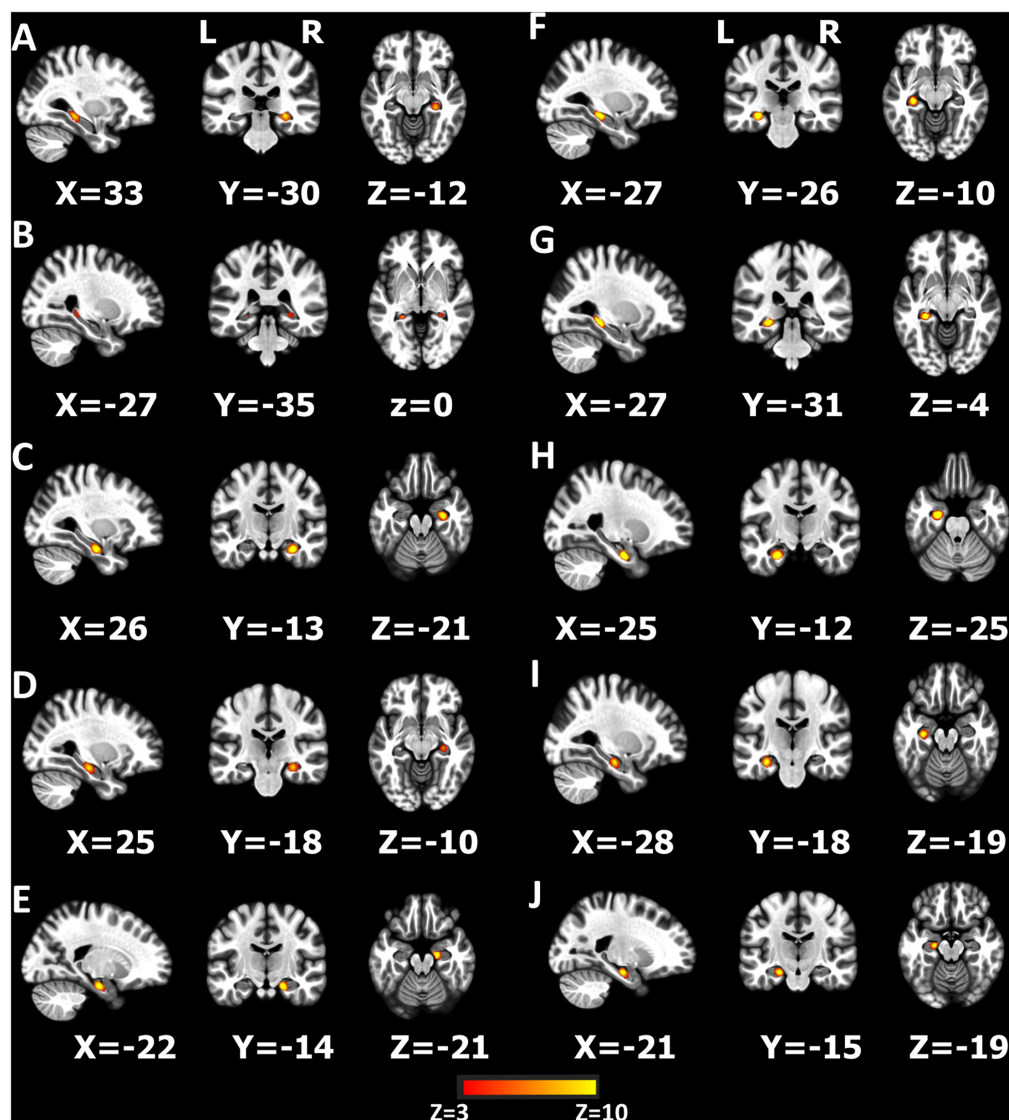 A L R F L R
X=33 Y=-30 Z=-12 X=-27 Y=-26 Z=-10
B G
X=-27 Y=-35 z=0 X=-27 Y=-31 Z=-4
C H
X=26 Y=-13 Z=-21 X=-25 Y=-12 Z=-25
D I
X=25 Y=-18 Z=-10 X=-28 Y=-18 Z=-19
E J
X=-22 Y=-14 Z=-21 X=-21 Y=-15 Z=-19
Z=3 Z=10